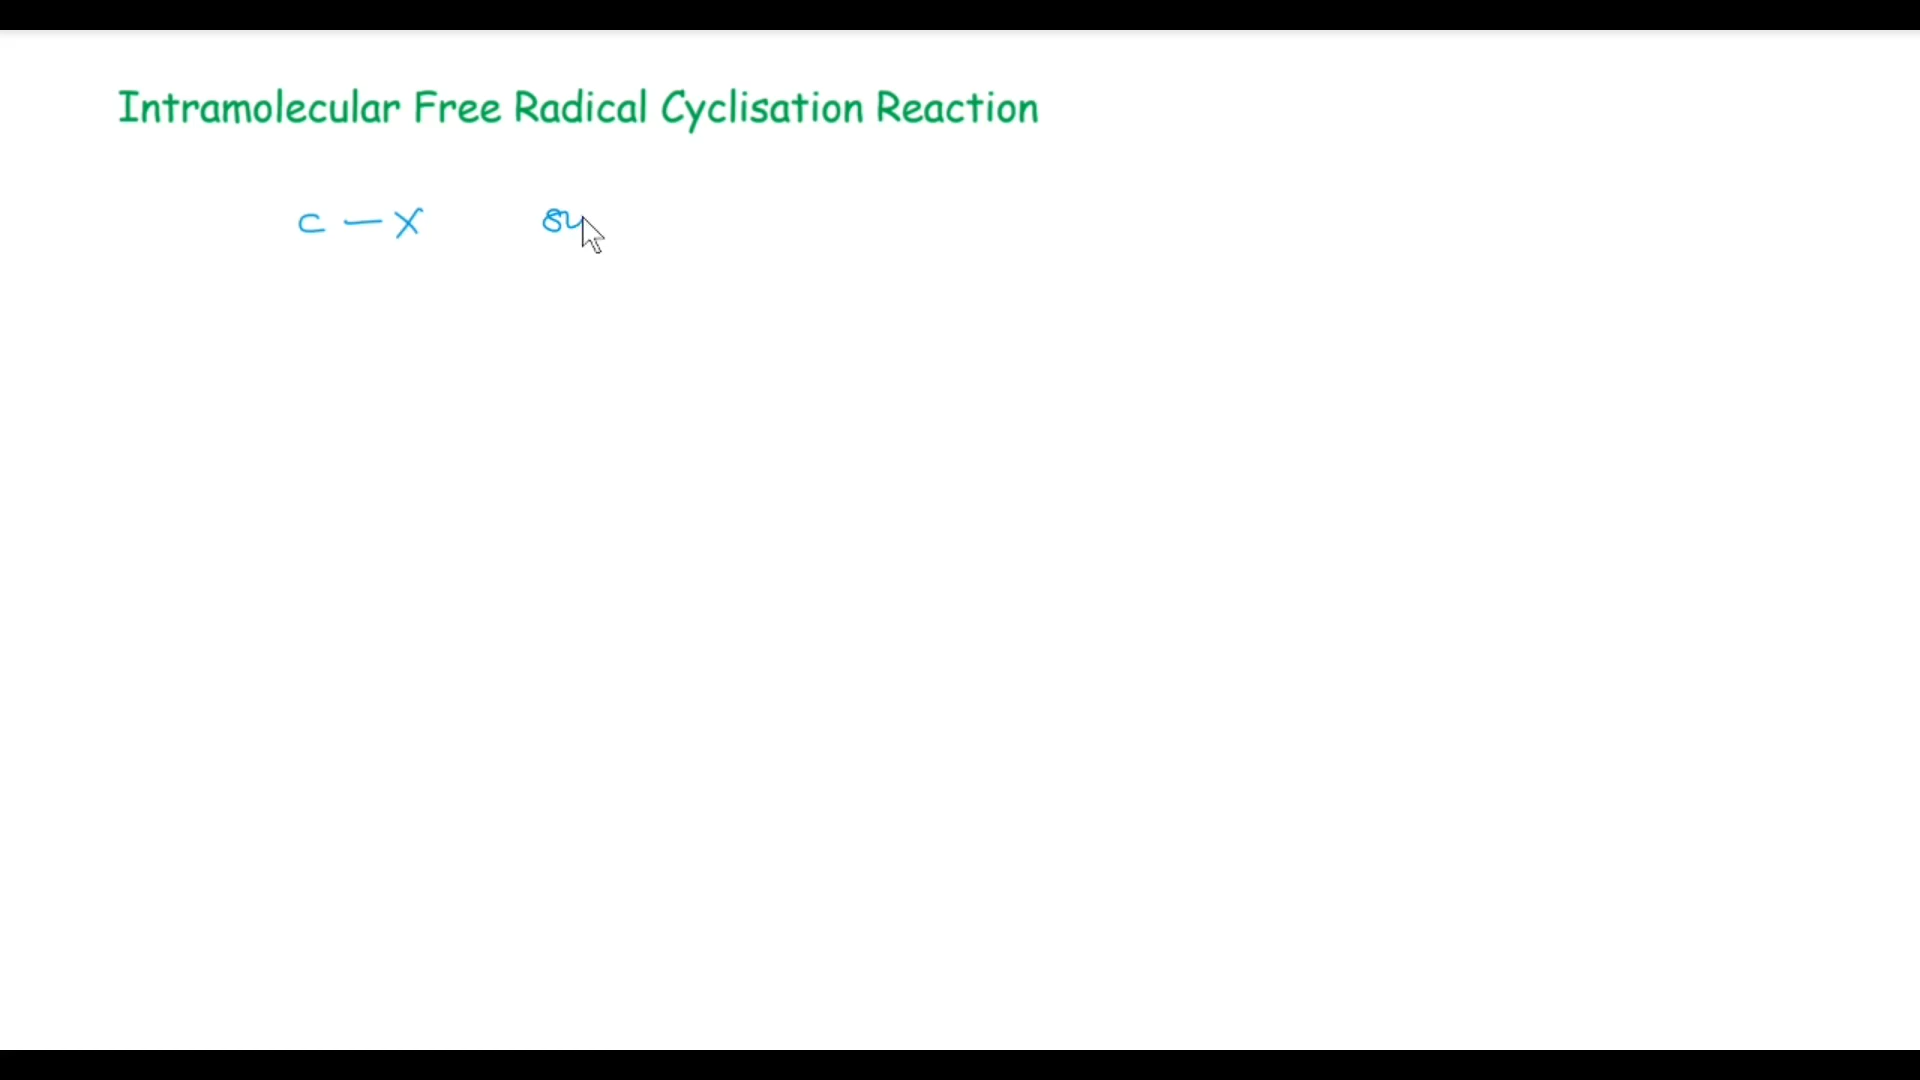 Intramolecular Free Radical Cyclisation Reaction
C — X